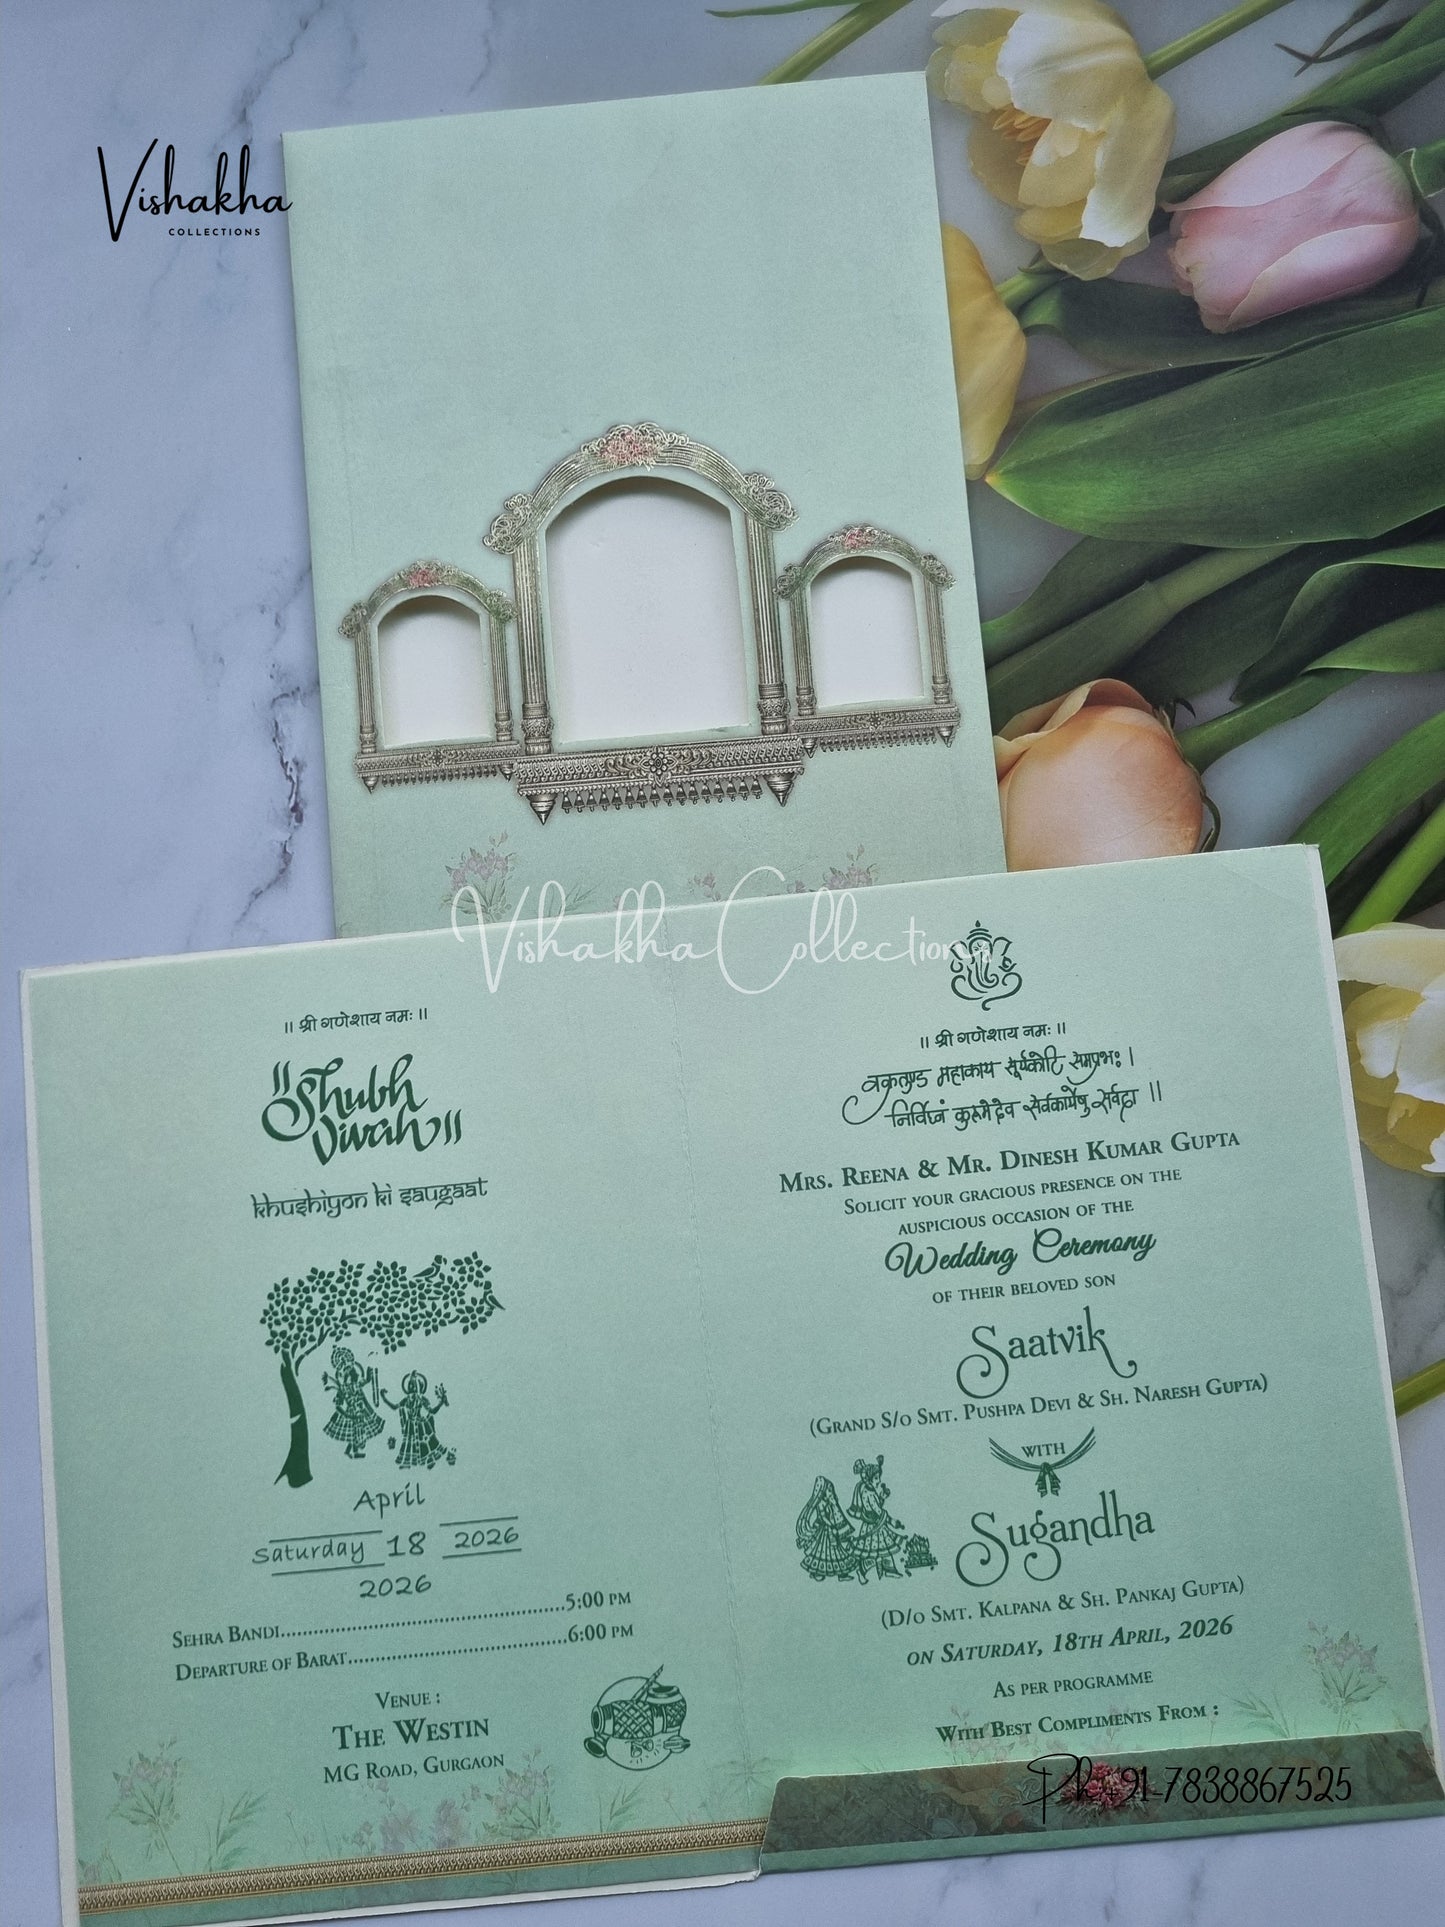 Vishakha
COLLECTIONS
Vishakha Collections
|| श्री गणेशाय नमः ||
||Shubh
Vivah||
khushiyon ki saugaat
April
Saturday 18 2026
2026
SEHRA BANDI..................................................5:00 PM
DEPARTURE OF BARAT.......................................6:00 PM
VENUE :
THE WESTIN
MG ROAD, GURGAON
|| श्री गणेशाय नमः ||
वक्रतुण्ड महाकाय सूर्यकोटि समप्रभः |
निर्विघ्नं कुरूमेदेव सर्वकार्येषु सर्वदा ||
MRS. REENA & MR. DINESH KUMAR GUPTA
SOLICIT YOUR GRACIOUS PRESENCE ON THE
AUSPICIOUS OCCASION OF THE
Wedding Ceremony
OF THEIR BELOVED SON
Saatvik
(GRAND S/O SMT. PUSHPA DEVI & SH. NARESH GUPTA)
WITH
Sugandha
(D/O SMT. KALPANA & SH. PANKAJ GUPTA)
ON SATURDAY, 18TH APRIL, 2026
AS PER PROGRAMME
WITH BEST COMPLIMENTS FROM :
Ph:+91-7838867525